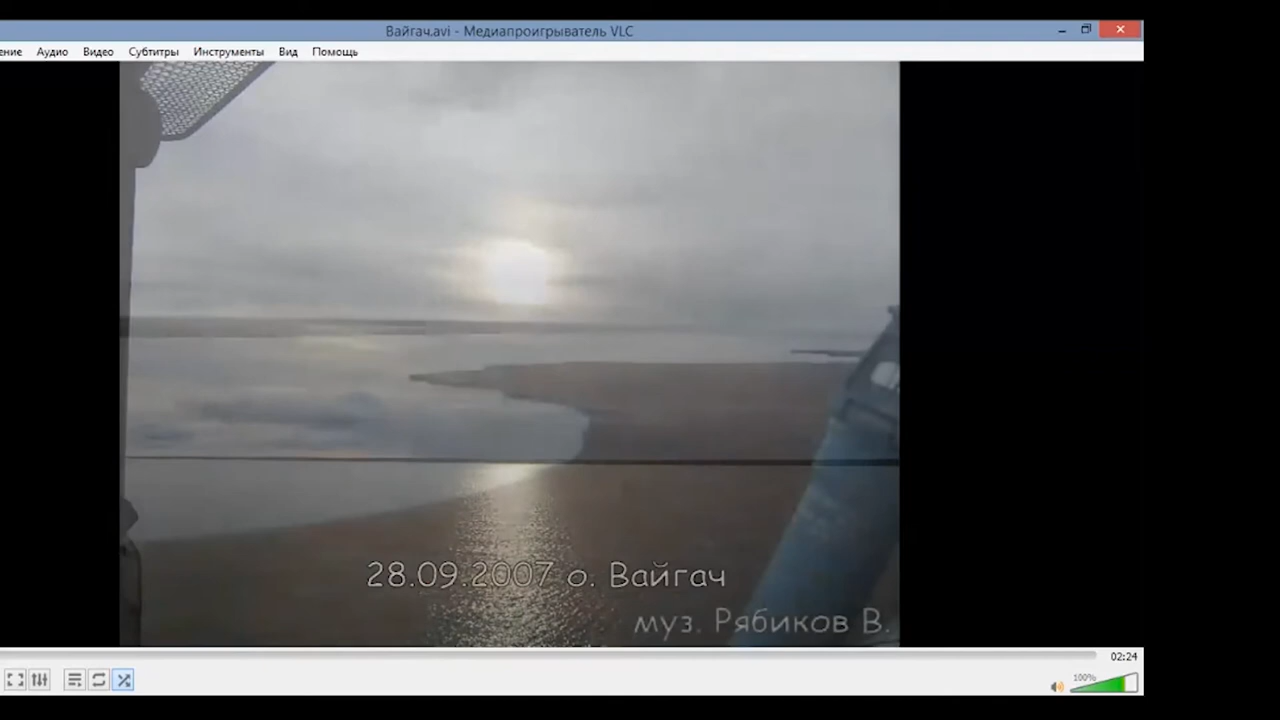 Вайгач.avi - Медиапроигрыватель VLC
ение Аудио Видео Субтитры Инструменты Вид Помощь
28.09.2007 о. Вайгач
муз. Рябиков В.
02:24
100%